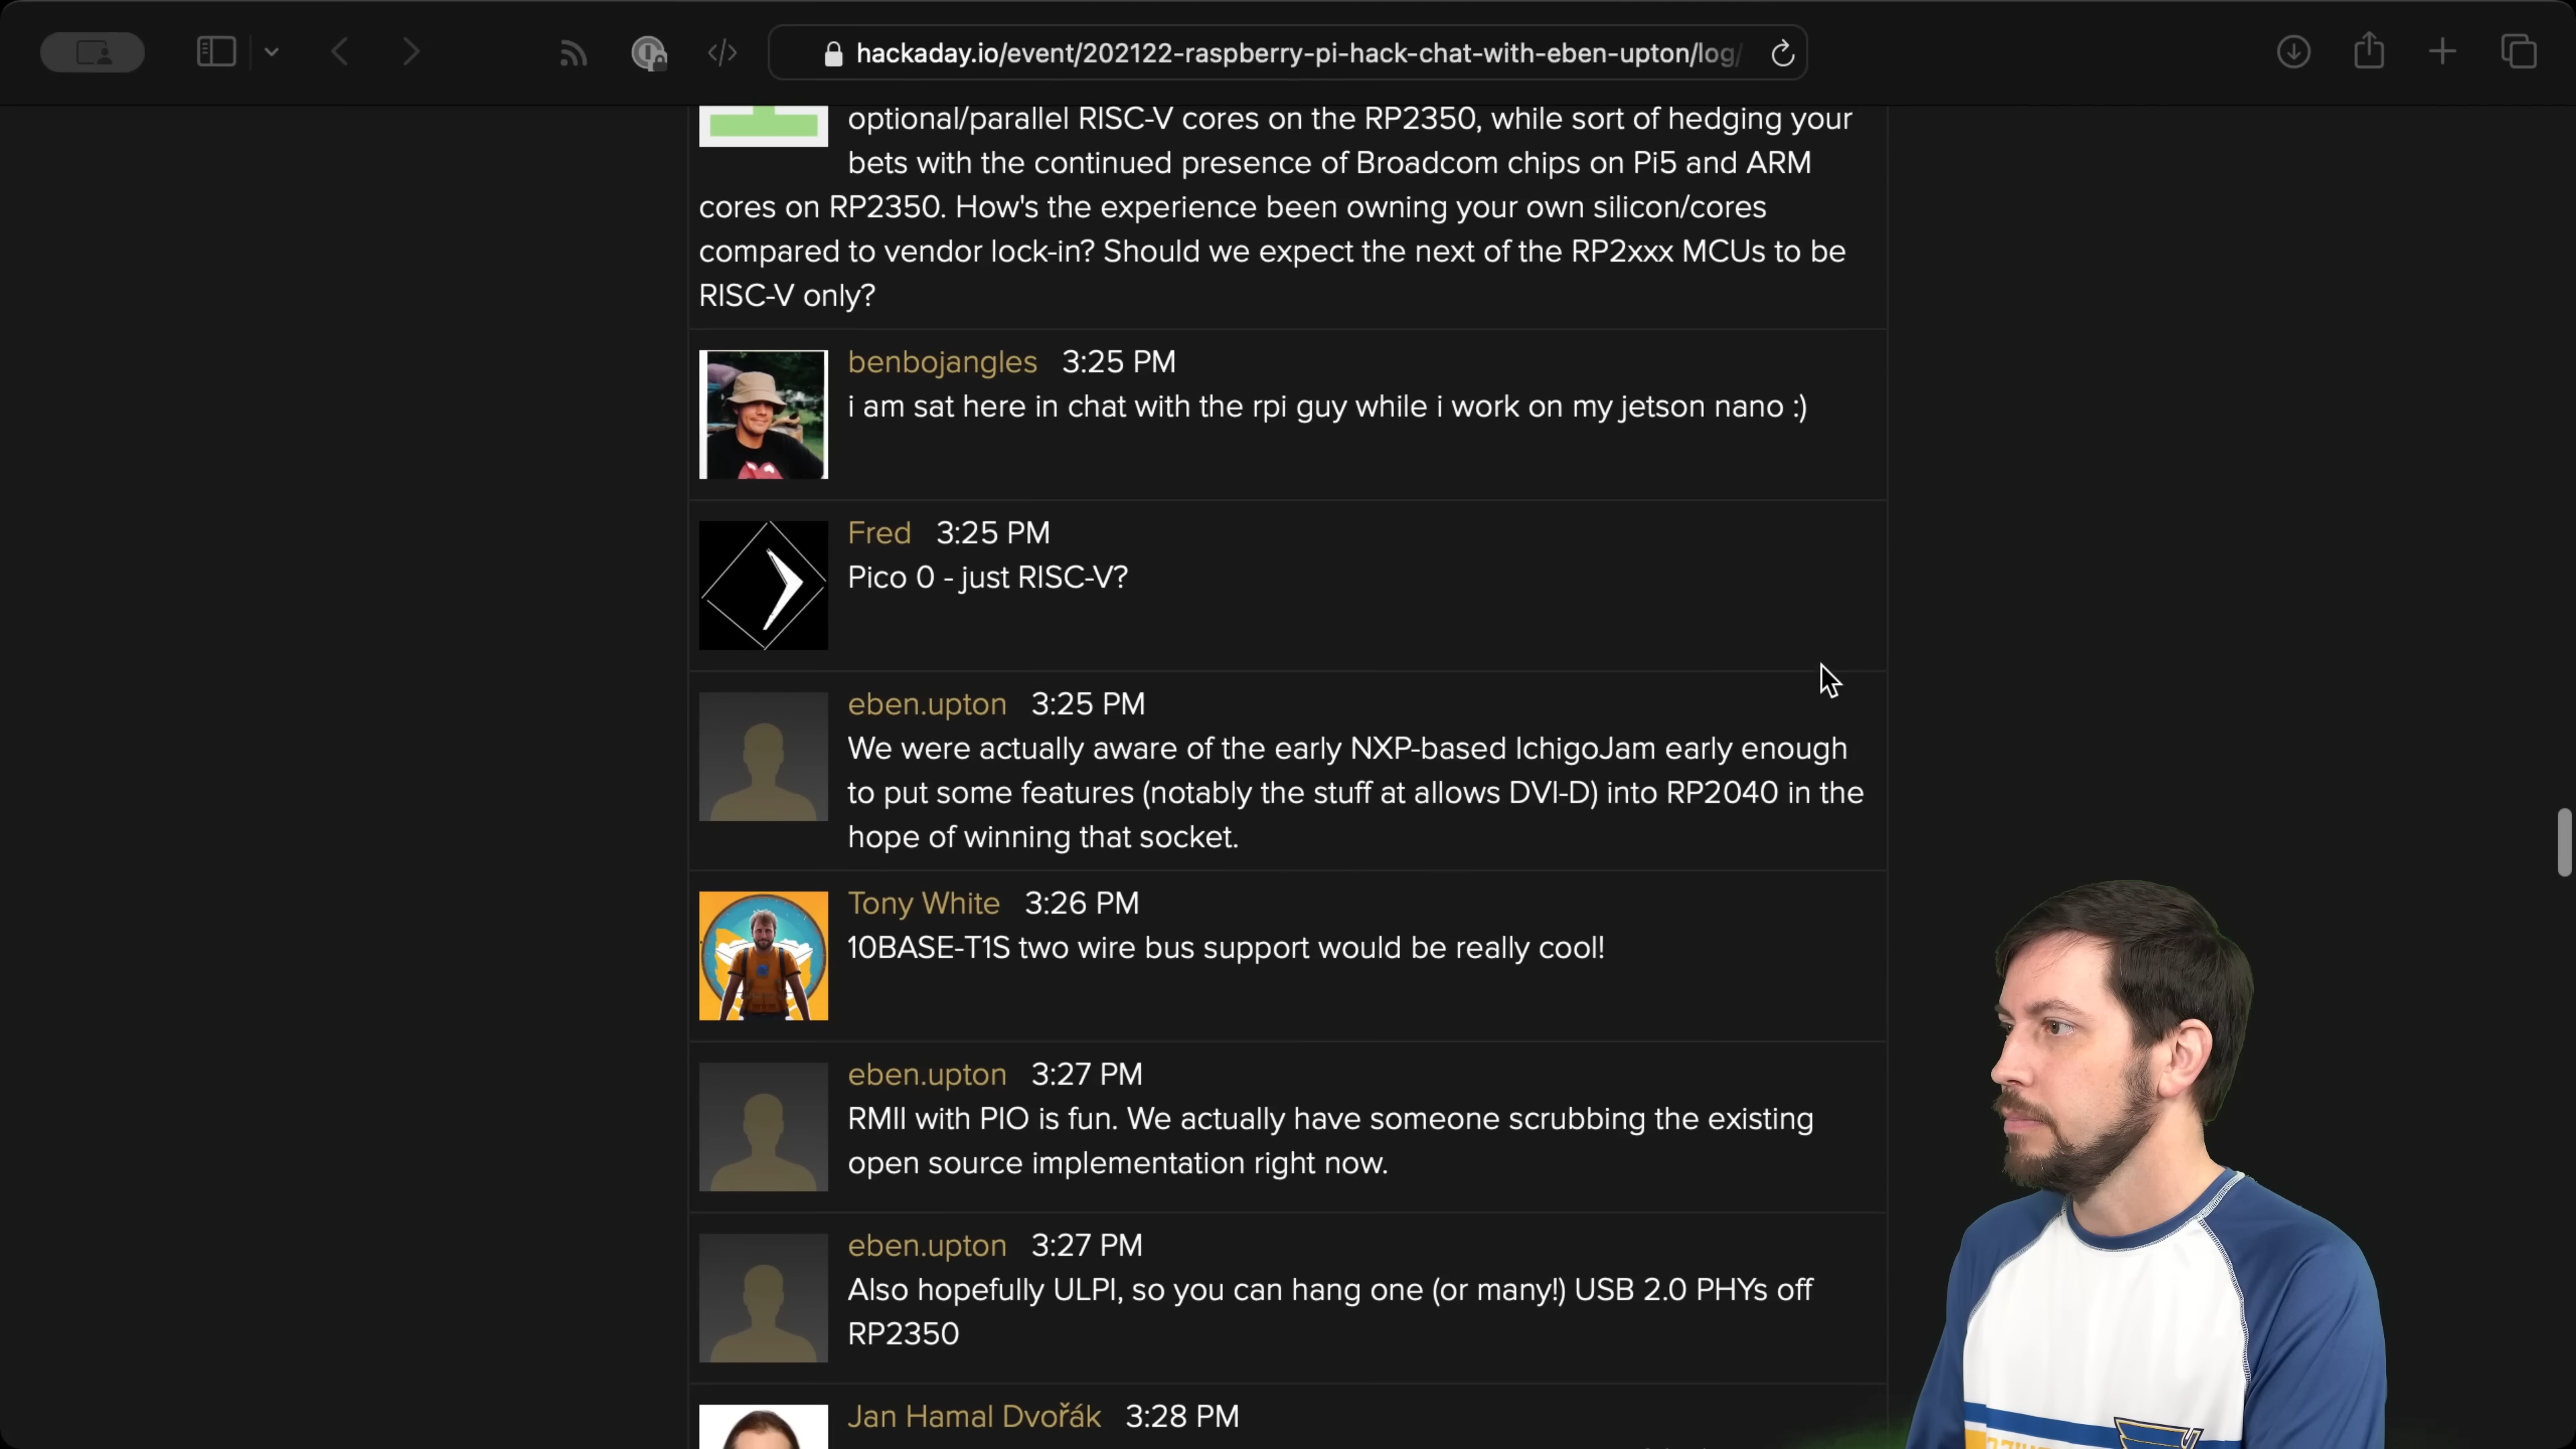 hackaday.io/event/202122-raspberry-pi-hack-chat-with-eben-upton/log/
optional/parallel RISC-V cores on the RP2350, while sort of hedging your
bets with the continued presence of Broadcom chips on Pi5 and ARM
cores on RP2350. How's the experience been owning your own silicon/cores
compared to vendor lock-in? Should we expect the next of the RP2xxx MCUs to be
RISC-V only?
benbojangles 3:25 PM
i am sat here in chat with the rpi guy while i work on my jetson nano :)
Fred 3:25 PM
Pico 0 - just RISC-V?
eben.upton 3:25 PM
We were actually aware of the early NXP-based IchigoJam early enough
to put some features (notably the stuff at allows DVI-D) into RP2040 in the
hope of winning that socket.
Tony White 3:26 PM
10BASE-T1S two wire bus support would be really cool!
eben.upton 3:27 PM
RMII with PIO is fun. We actually have someone scrubbing the existing
open source implementation right now.
eben.upton 3:27 PM
Also hopefully ULPI, so you can hang one (or many!) USB 2.0 PHYs off
RP2350
Jan Hamal Dvořák 3:28 PM